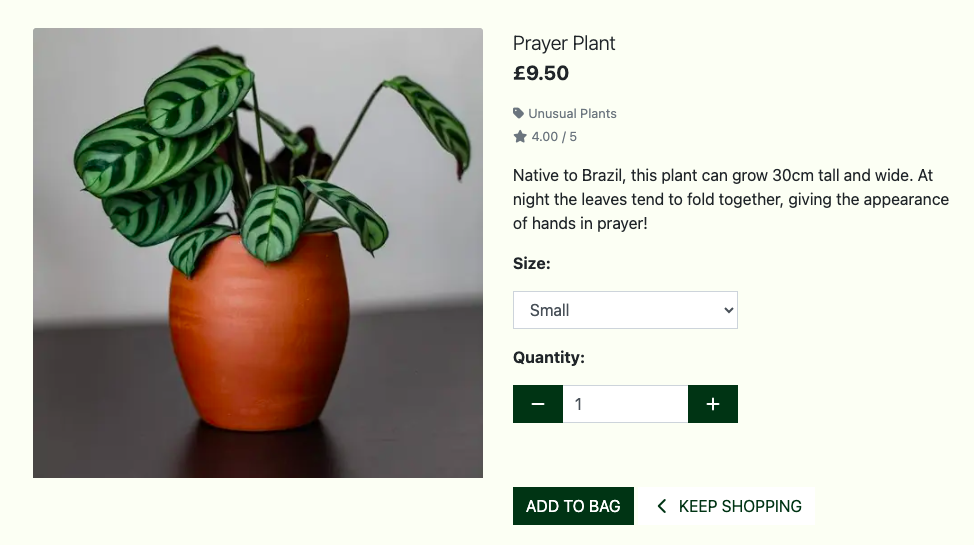 Prayer Plant
£9.50
Unusual Plants
4.00 / 5
Native to Brazil, this plant can grow 30cm tall and wide. At
night the leaves tend to fold together, giving the appearance
of hands in prayer!
Size:
Small
Quantity:
1
ADD TO BAG
KEEP SHOPPING